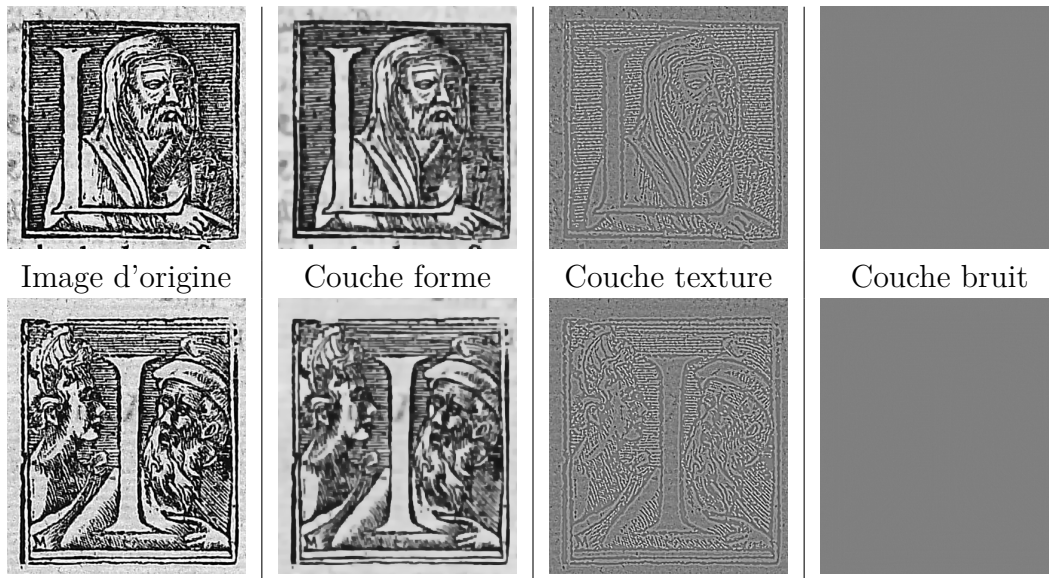 L
Image d'origine
Couche forme
Couche texture
Couche bruit
I